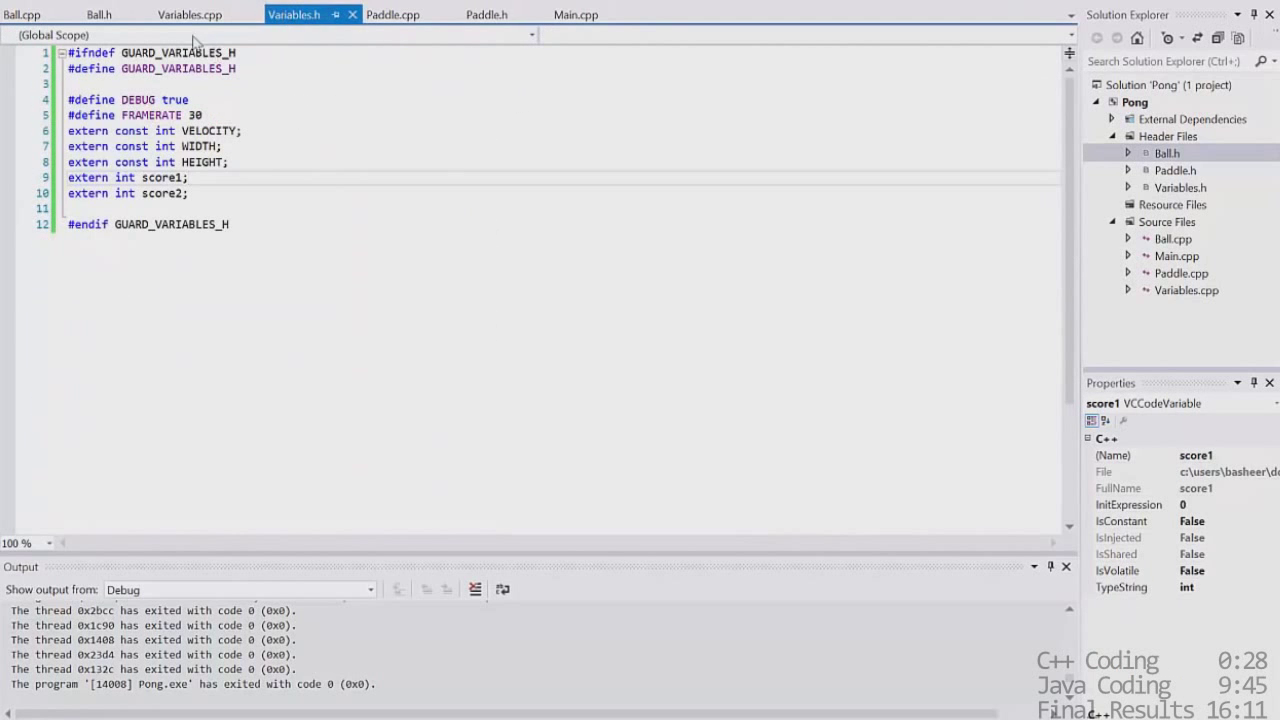 Ball.cpp Ball.h Variables.cpp Variables.h Paddle.cpp Paddle.h Main.cpp
(Global Scope)
1 #ifndef GUARD_VARIABLES_H
2 #define GUARD_VARIABLES_H
3
4 #define DEBUG true
5 #define FRAMERATE 30
6 extern const int VELOCITY;
7 extern const int WIDTH;
8 extern const int HEIGHT;
9 extern int score1;
10 extern int score2;
11
12 #endif GUARD_VARIABLES_H
100 %
Output
Show output from: Debug
The thread 0x2bcc has exited with code 0 (0x0).
The thread 0x1c90 has exited with code 0 (0x0).
The thread 0x1408 has exited with code 0 (0x0).
The thread 0x23d4 has exited with code 0 (0x0).
The thread 0x132c has exited with code 0 (0x0).
The program '[14008] Pong.exe' has exited with code 0 (0x0).
Solution Explorer
Search Solution Explorer (Ctrl+;)
Solution 'Pong' (1 project)
Pong
External Dependencies
Header Files
Ball.h
Paddle.h
Variables.h
Resource Files
Source Files
Ball.cpp
Main.cpp
Paddle.cpp
Variables.cpp
Properties
score1 VCCodeVariable
C++
(Name) score1
File c:\users\basheer\do
FullName score1
InitExpression 0
IsConstant False
IsInjected False
IsShared False
IsVolatile False
TypeString int
C++ Coding 0:28
Java Coding 9:45
Final Results 16:11
C++